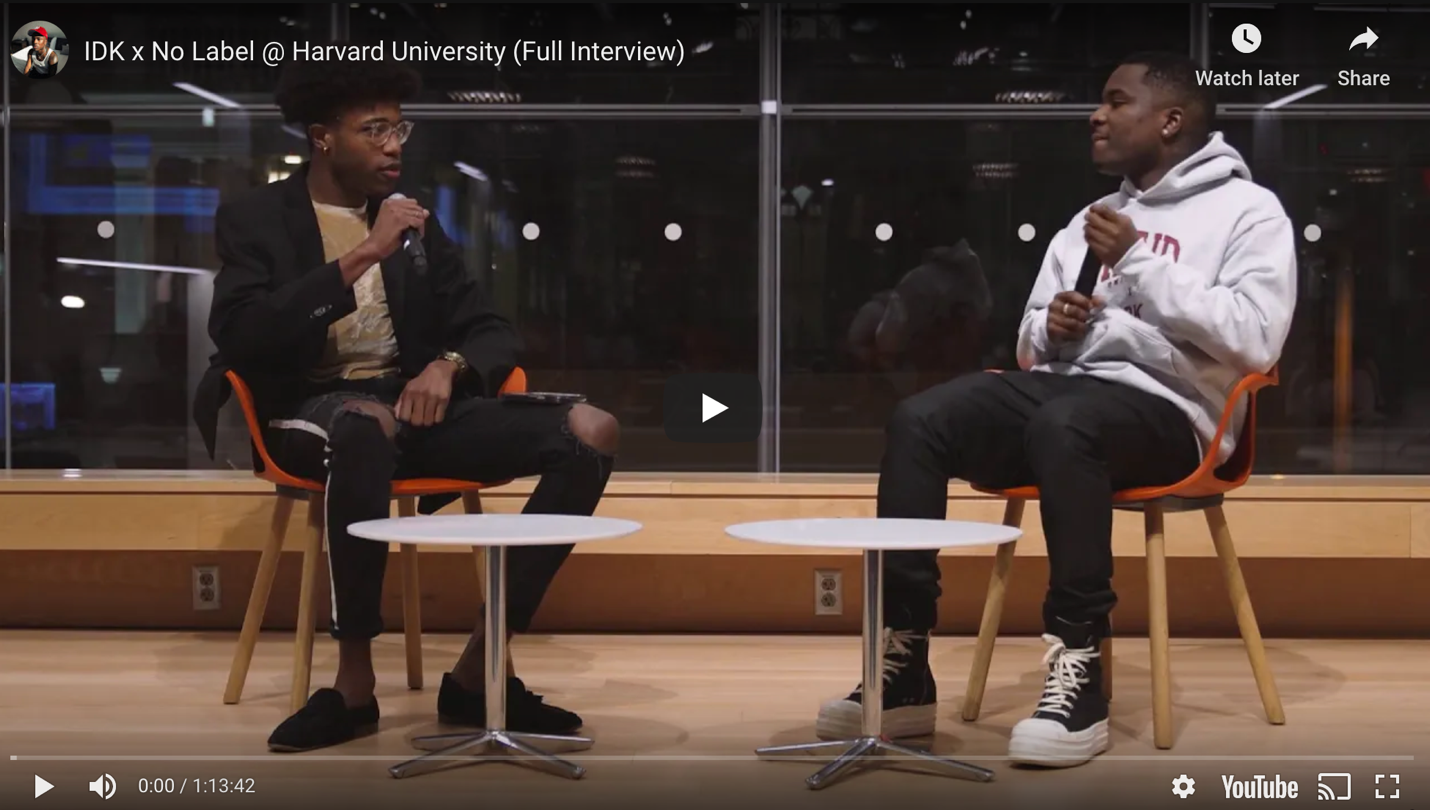 IDK x No Label @ Harvard University (Full Interview)
Watch later
Share
0:00 / 1:13:42
YouTube